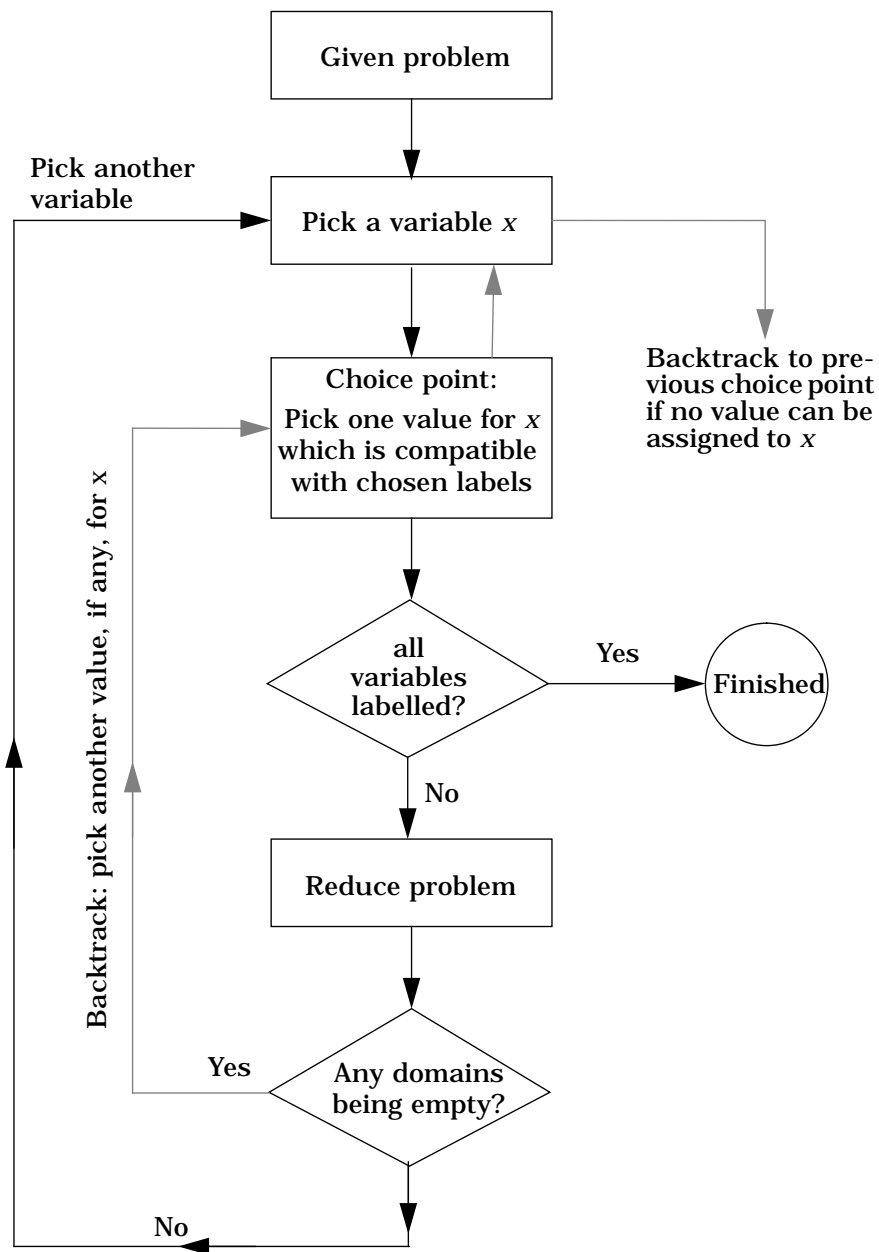 Given problem
Pick another
variable
Pick a variable x
Backtrack to pre-
vious choice point
if no value can be
assigned to x
Choice point:
Pick one value for x
which is compatible
with chosen labels
Backtrack: pick another value, if any, for x
all
variables
labelled?
Yes
Finished
No
Reduce problem
Any domains
being empty?
Yes
No